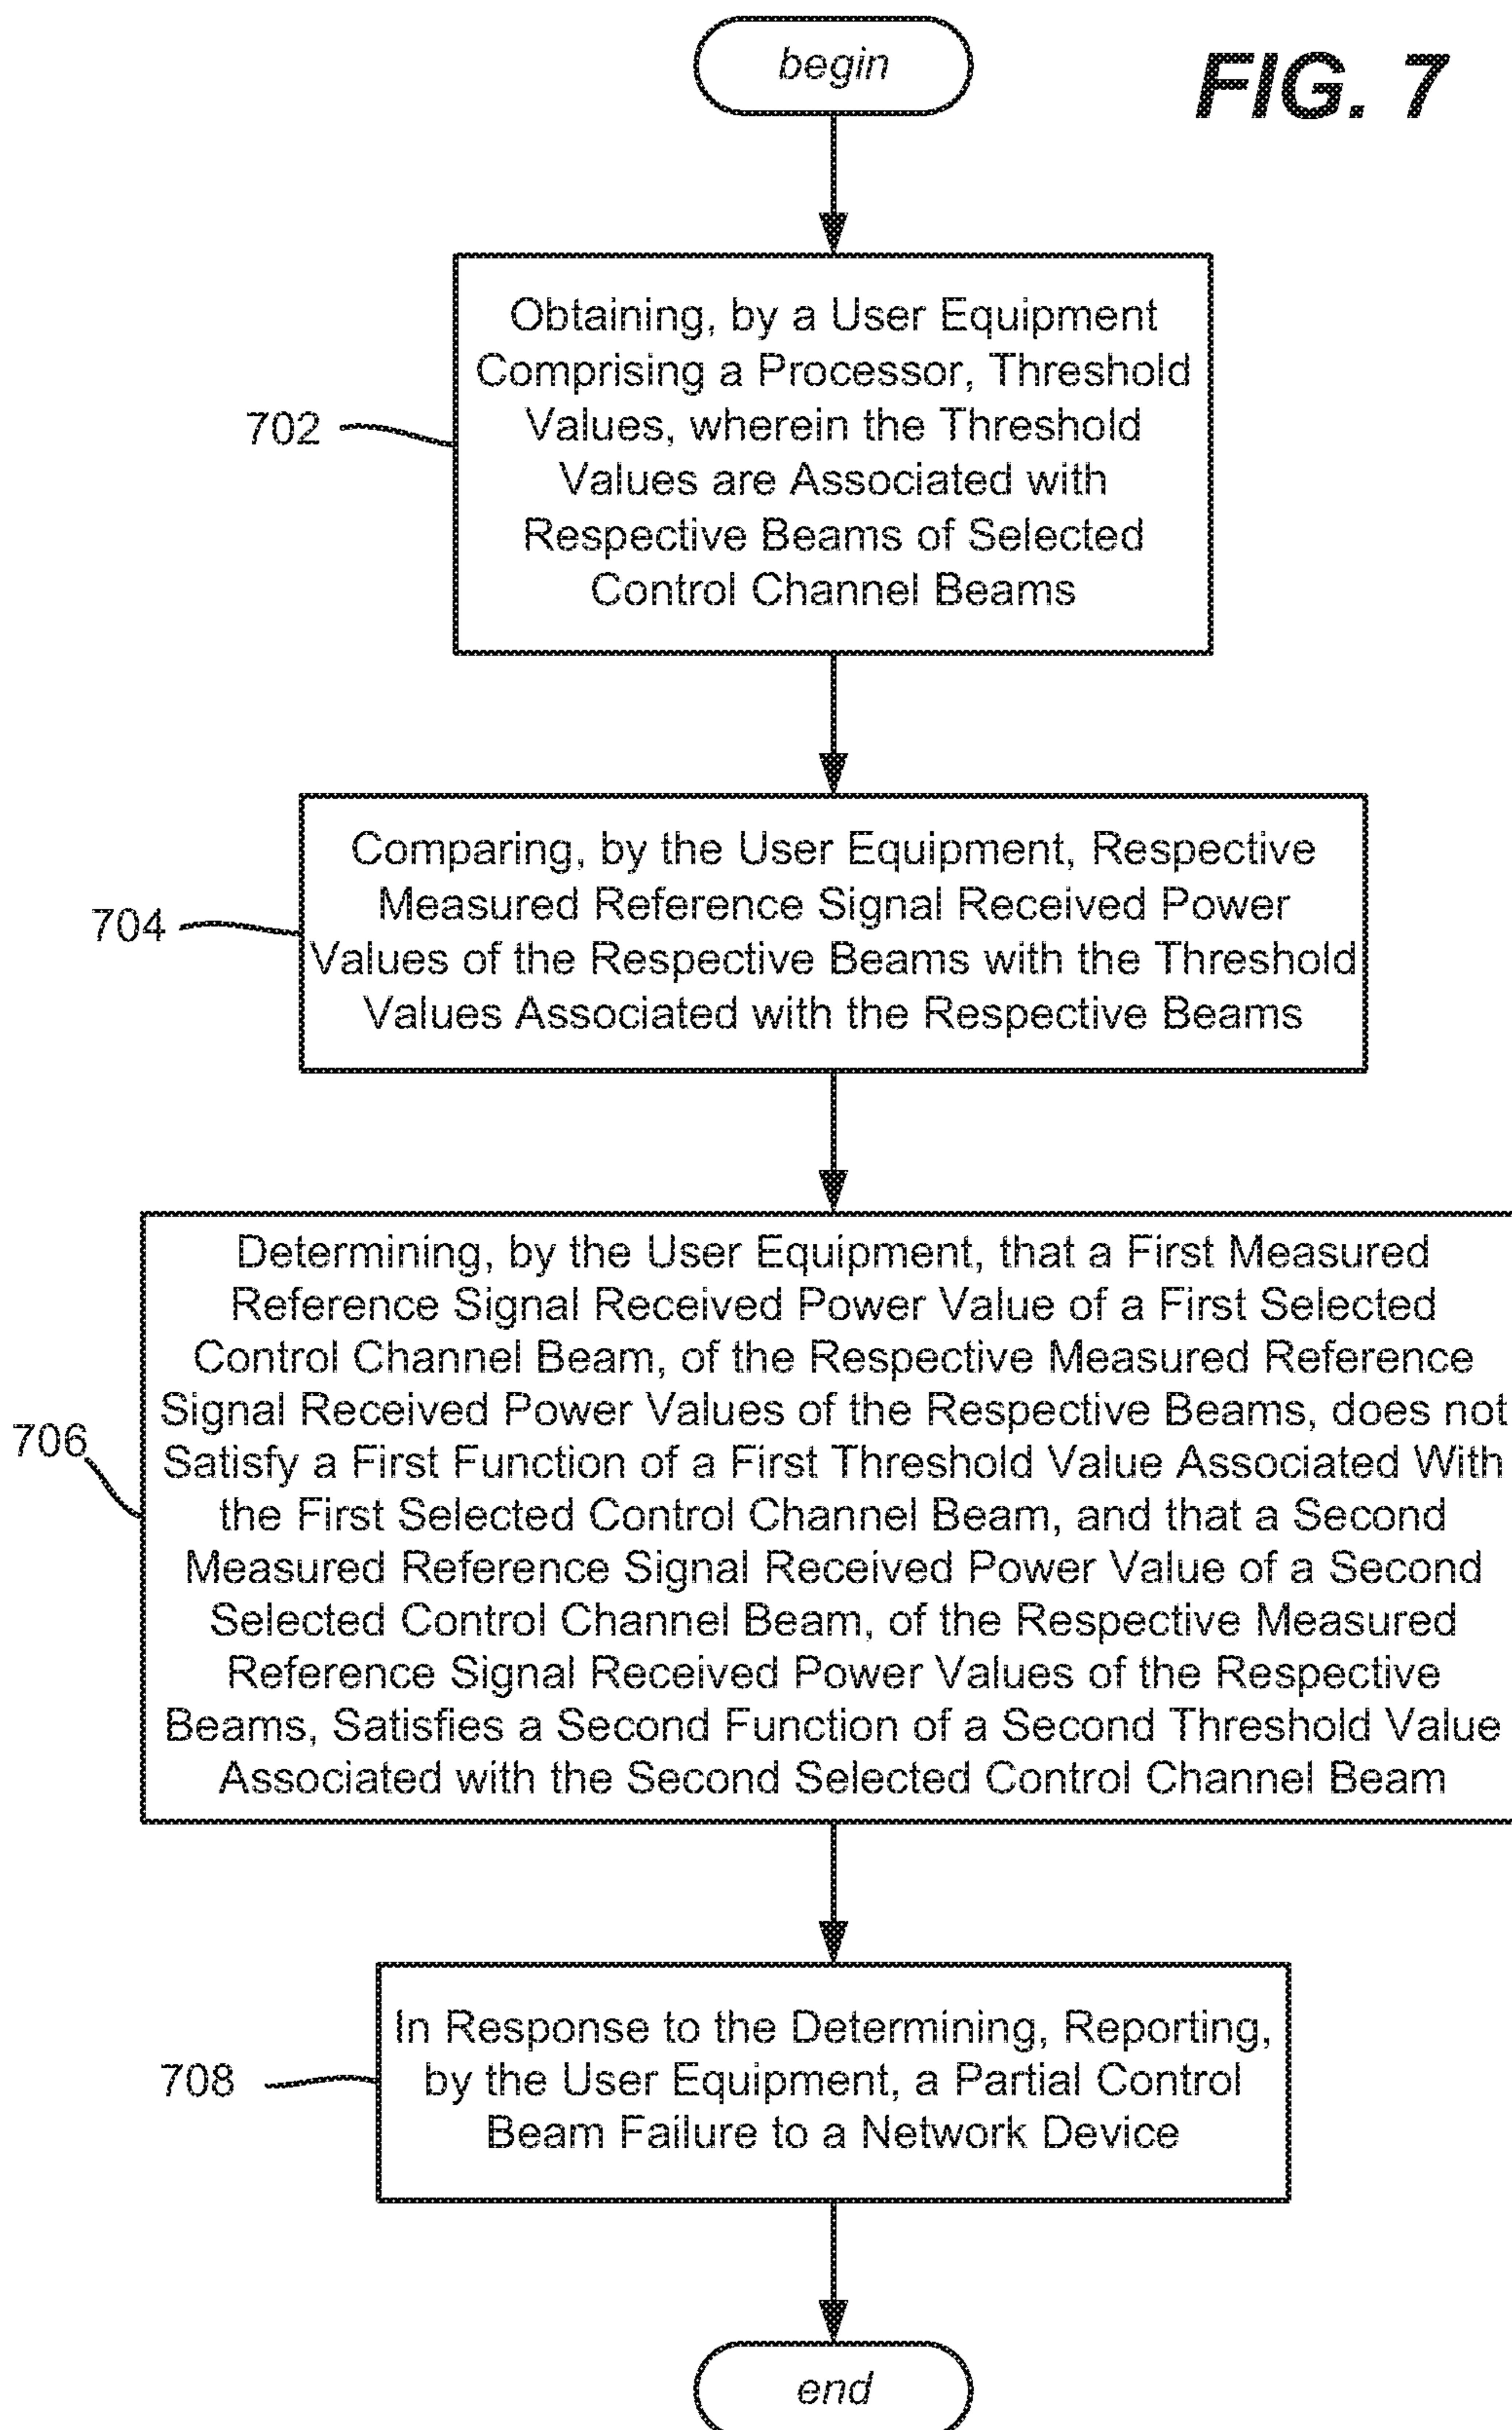 begin
FIG. 7
702
Obtaining, by a User Equipment
Comprising a Processor, Threshold
Values, wherein the Threshold
Values are Associated with
Respective Beams of Selected
Control Channel Beams
704
Comparing, by the User Equipment, Respective
Measured Reference Signal Received Power
Values of the Respective Beams with the Threshold
Values Associated with the Respective Beams
706
Determining, by the User Equipment, that a First Measured
Reference Signal Received Power Value of a First Selected
Control Channel Beam, of the Respective Measured Reference
Signal Received Power Values of the Respective Beams, does not
Satisfy a First Function of a First Threshold Value Associated With
the First Selected Control Channel Beam, and that a Second
Measured Reference Signal Received Power Value of a Second
Selected Control Channel Beam, of the Respective Measured
Reference Signal Received Power Values of the Respective
Beams, Satisfies a Second Function of a Second Threshold Value
Associated with the Second Selected Control Channel Beam
708
In Response to the Determining, Reporting,
by the User Equipment, a Partial Control
Beam Failure to a Network Device
end